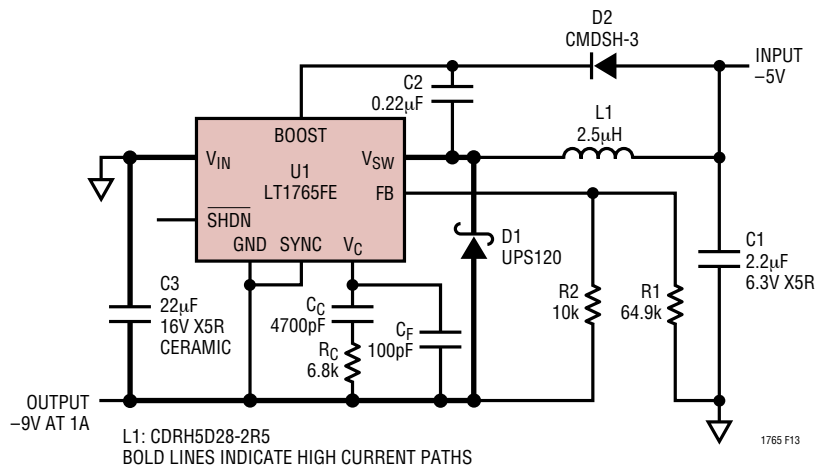 D2
CMDSH-3
INPUT
–5V
C2
0.22µF
L1
2.5µH
BOOST
VIN
VSW
U1
LT1765FE
FB
SHDN
GND
SYNC
VC
D1
UPS120
C1
2.2µF
6.3V X5R
C3
22µF
16V X5R
CERAMIC
CC
4700pF
CF
100pF
RC
6.8k
R2
10k
R1
64.9k
OUTPUT
–9V AT 1A
L1: CDRH5D28-2R5
BOLD LINES INDICATE HIGH CURRENT PATHS
1765 F13